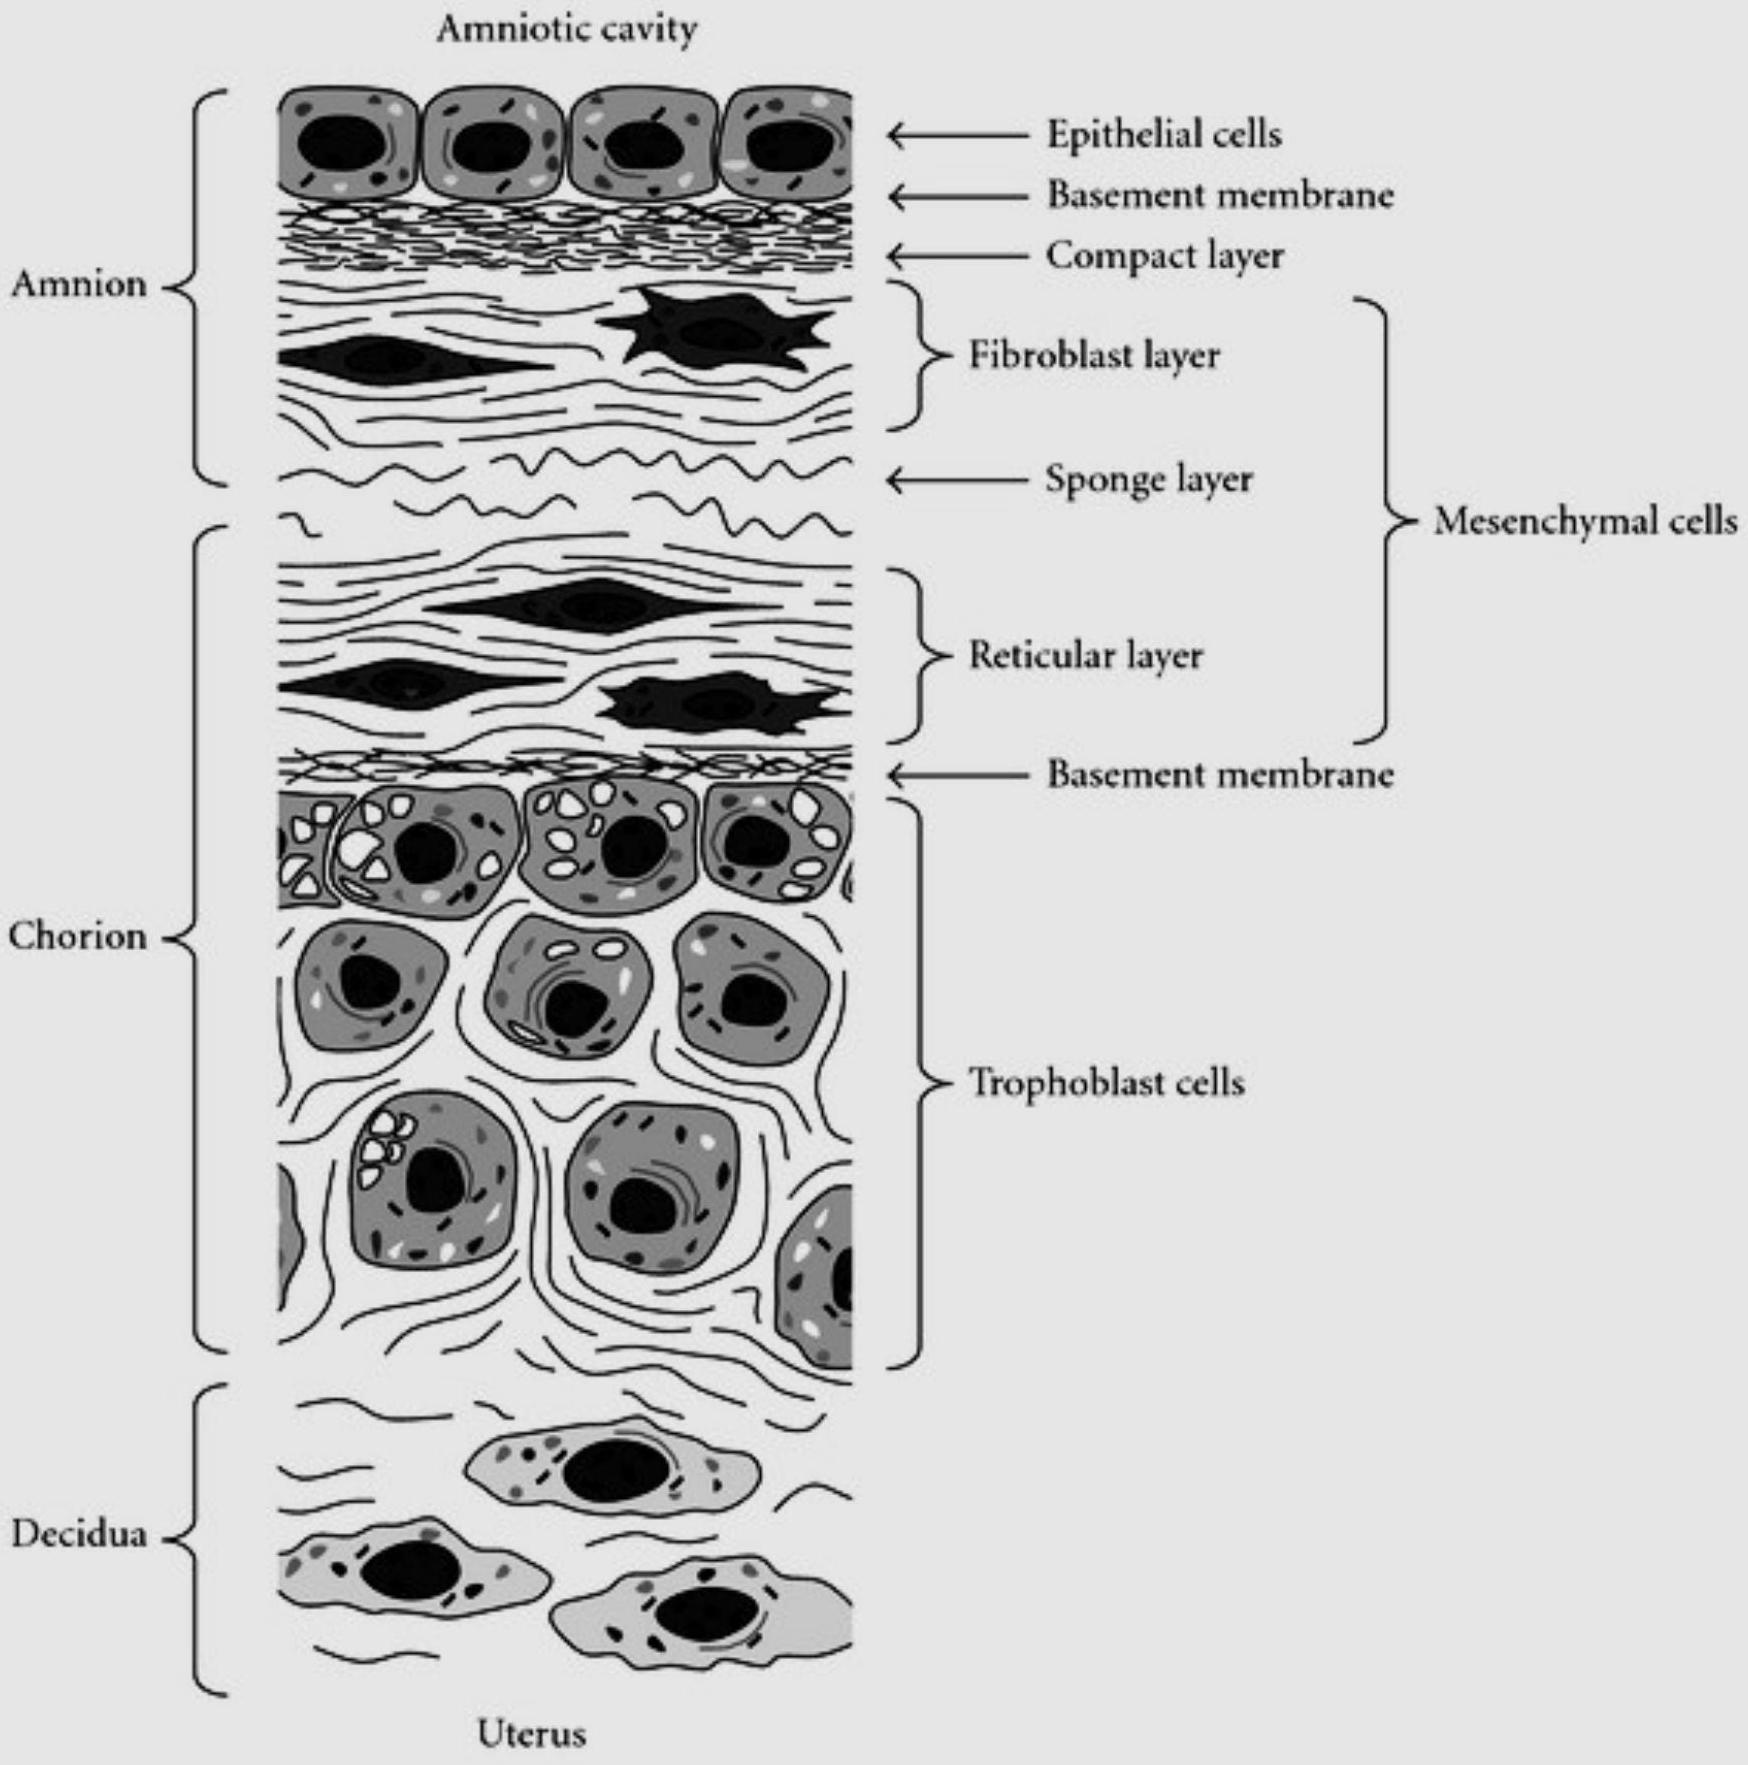 Amniotic cavity
Epithelial cells
Basement membrane
Compact layer
Amnion
Fibroblast layer
Sponge layer
Mesenchymal cells
Reticular layer
Basement membrane
Chorion
Trophoblast cells
Decidua
Uterus